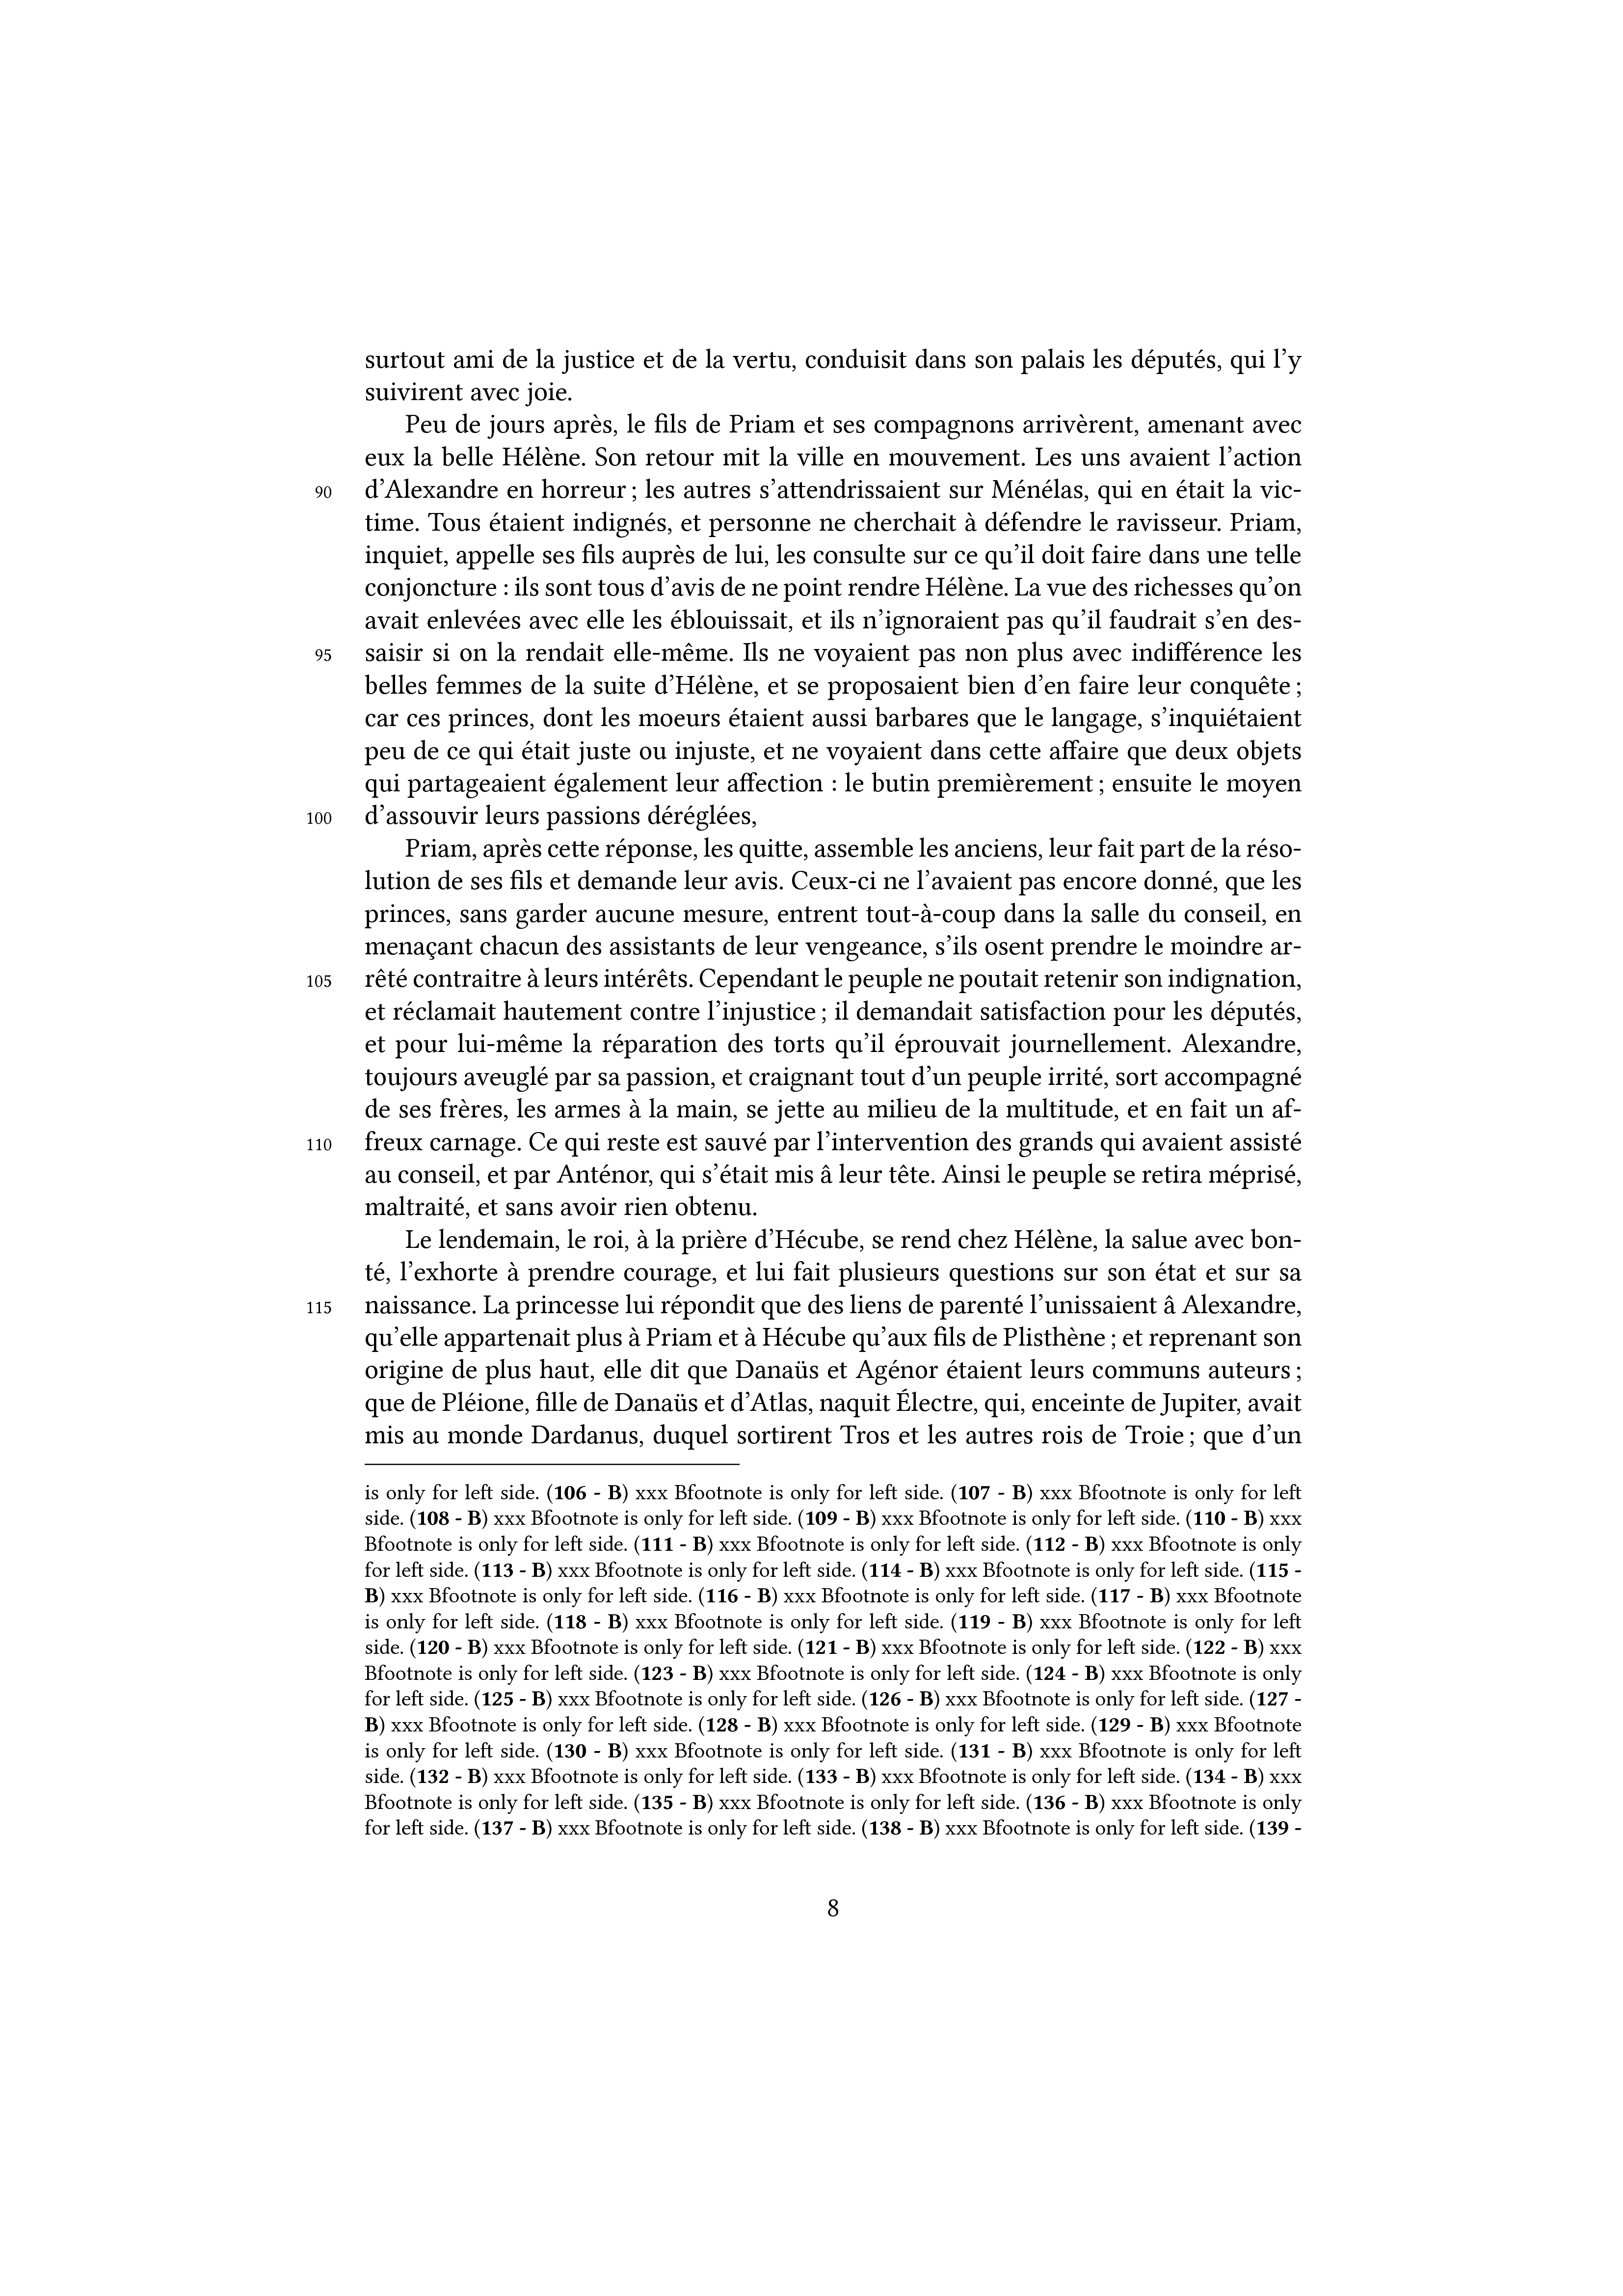 surtout ami de la justice et de la vertu, conduisit dans son palais les députés, qui l’y
suivirent avec joie.
Peu de jours après, le fils de Priam et ses compagnons arrivèrent, amenant avec
eux la belle Hélène. Son retour mit la ville en mouvement. Les uns avaient l’action
90 d’Alexandre en horreur ; les autres s’attendrissaient sur Ménélas, qui en était la vic-
time. Tous étaient indignés, et personne ne cherchait à défendre le ravisseur. Priam,
inquiet, appelle ses fils auprès de lui, les consulte sur ce qu’il doit faire dans une telle
conjoncture : ils sont tous d’avis de ne point rendre Hélène. La vue des richesses qu’on
avait enlevées avec elle les éblouissait, et ils n’ignoraient pas qu’il faudrait s’en des-
95 saisir si on la rendait elle-même. Ils ne voyaient pas non plus avec indifférence les
belles femmes de la suite d’Hélène, et se proposaient bien d’en faire leur conquête ;
car ces princes, dont les moeurs étaient aussi barbares que le langage, s’inquiétaient
peu de ce qui était juste ou injuste, et ne voyaient dans cette affaire que deux objets
qui partageaient également leur affection : le butin premièrement ; ensuite le moyen
100 d’assouvir leurs passions déréglées,
Priam, après cette réponse, les quitte, assemble les anciens, leur fait part de la réso-
lution de ses fils et demande leur avis. Ceux-ci ne l’avaient pas encore donné, que les
princes, sans garder aucune mesure, entrent tout-à-coup dans la salle du conseil, en
menaçant chacun des assistants de leur vengeance, s’ils osent prendre le moindre ar-
105 rêté contraitre à leurs intérêts. Cependant le peuple ne poutait retenir son indignation,
et réclamait hautement contre l’injustice ; il demandait satisfaction pour les députés,
et pour lui-même la réparation des torts qu’il éprouvait journellement. Alexandre,
toujours aveuglé par sa passion, et craignant tout d’un peuple irrité, sort accompagné
de ses frères, les armes à la main, se jette au milieu de la multitude, et en fait un af-
110 freux carnage. Ce qui reste est sauvé par l’intervention des grands qui avaient assisté
au conseil, et par Anténor, qui s’était mis â leur tête. Ainsi le peuple se retira méprisé,
maltraité, et sans avoir rien obtenu.
Le lendemain, le roi, à la prière d’Hécube, se rend chez Hélène, la salue avec bon-
té, l’exhorte à prendre courage, et lui fait plusieurs questions sur son état et sur sa
115 naissance. La princesse lui répondit que des liens de parenté l’unissaient â Alexandre,
qu’elle appartenait plus à Priam et à Hécube qu’aux fils de Plisthène ; et reprenant son
origine de plus haut, elle dit que Danaüs et Agénor étaient leurs communs auteurs ;
que de Pléione, fille de Danaüs et d’Atlas, naquit Électre, qui, enceinte de Jupiter, avait
mis au monde Dardanus, duquel sortirent Tros et les autres rois de Troie ; que d’un
is only for left side. (106 - B) xxx Bfootnote is only for left side. (107 - B) xxx Bfootnote is only for left
side. (108 - B) xxx Bfootnote is only for left side. (109 - B) xxx Bfootnote is only for left side. (110 - B) xxx
Bfootnote is only for left side. (111 - B) xxx Bfootnote is only for left side. (112 - B) xxx Bfootnote is only
for left side. (113 - B) xxx Bfootnote is only for left side. (114 - B) xxx Bfootnote is only for left side. (115 -
B) xxx Bfootnote is only for left side. (116 - B) xxx Bfootnote is only for left side. (117 - B) xxx Bfootnote
is only for left side. (118 - B) xxx Bfootnote is only for left side. (119 - B) xxx Bfootnote is only for left
side. (120 - B) xxx Bfootnote is only for left side. (121 - B) xxx Bfootnote is only for left side. (122 - B) xxx
Bfootnote is only for left side. (123 - B) xxx Bfootnote is only for left side. (124 - B) xxx Bfootnote is only
for left side. (125 - B) xxx Bfootnote is only for left side. (126 - B) xxx Bfootnote is only for left side. (127 -
B) xxx Bfootnote is only for left side. (128 - B) xxx Bfootnote is only for left side. (129 - B) xxx Bfootnote
is only for left side. (130 - B) xxx Bfootnote is only for left side. (131 - B) xxx Bfootnote is only for left
side. (132 - B) xxx Bfootnote is only for left side. (133 - B) xxx Bfootnote is only for left side. (134 - B) xxx
Bfootnote is only for left side. (135 - B) xxx Bfootnote is only for left side. (136 - B) xxx Bfootnote is only
for left side. (137 - B) xxx Bfootnote is only for left side. (138 - B) xxx Bfootnote is only for left side. (139 -
8